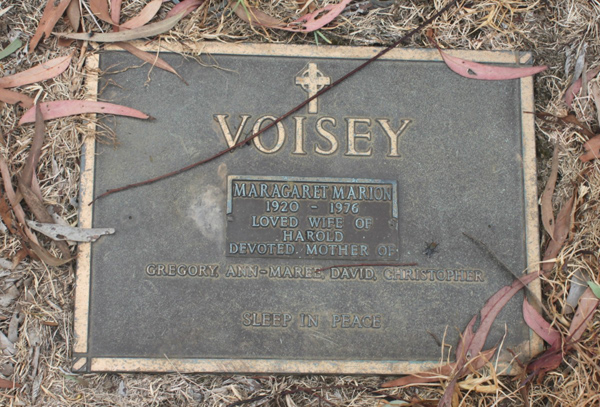 VOISEY
MARAGARET MARION
1920 - 1976
LOVED WIFE OF
HAROLD
DEVOTED MOTHER OF
GREGORY, ANN-MAREE, DAVID, CHRISTOPHER
SLEEP IN PEACE